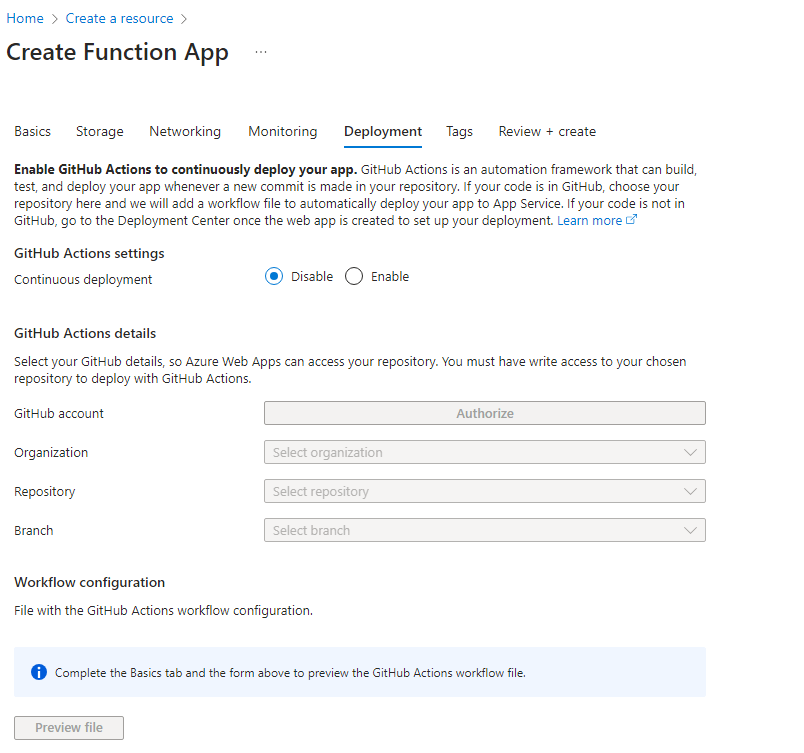 Home > Create a resource >
Create Function App ...
Basics Storage Networking Monitoring Deployment Tags Review + create
Enable GitHub Actions to continuously deploy your app. GitHub Actions is an automation framework that can build,
test, and deploy your app whenever a new commit is made in your repository. If your code is in GitHub, choose your
repository here and we will add a workflow file to automatically deploy your app to App Service. If your code is not in
GitHub, go to the Deployment Center once the web app is created to set up your deployment. Learn more
GitHub Actions settings
Continuous deployment Disable Enable
GitHub Actions details
Select your GitHub details, so Azure Web Apps can access your repository. You must have write access to your chosen
repository to deploy with GitHub Actions.
GitHub account Authorize
Organization Select organization
Repository Select repository
Branch Select branch
Workflow configuration
File with the GitHub Actions workflow configuration.
Complete the Basics tab and the form above to preview the GitHub Actions workflow file.
Preview file